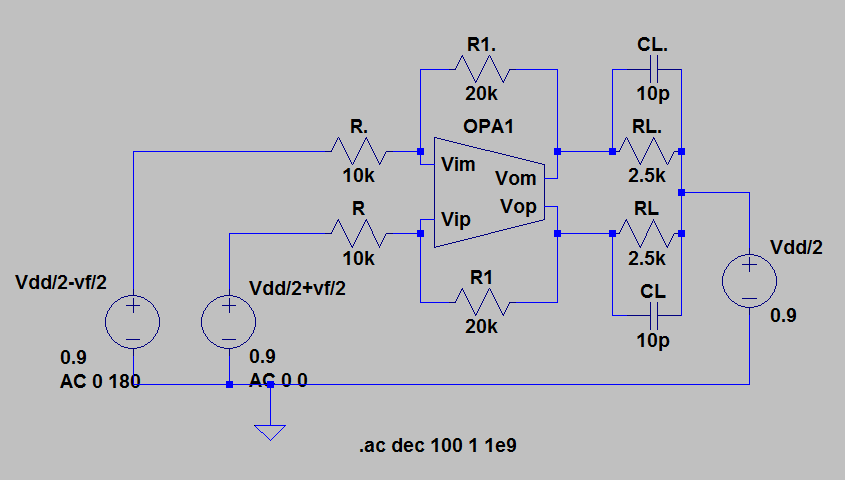 R1.
20k
CL.
10p
R.
10k
OPA1
RL.
2.5k
Vim
Vom
Vop
Vip
R
10k
RL
2.5k
R1
20k
CL
10p
Vdd/2-vf/2
0.9
AC 0 180
Vdd/2+vf/2
0.9
AC 0 0
Vdd/2
0.9
.ac dec 100 1 1e9